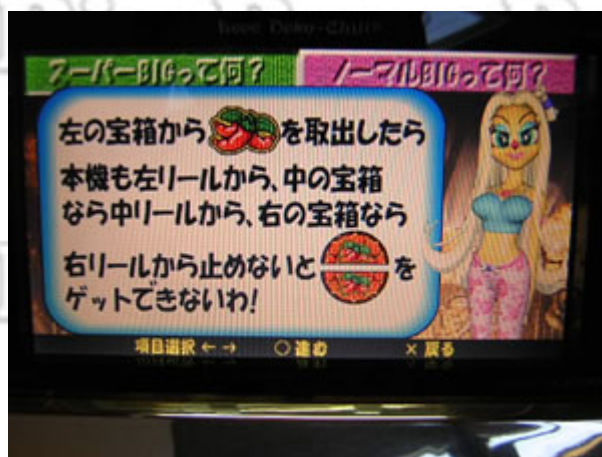 スーパーBIGって何?
ノーマルBIGって何?
左の宝箱から を取出したら
本機も左リールから、中の宝箱
なら中リールから、右の宝箱なら
右リールから止めないと を
ゲットできないわ!
項目選択 ← → ○ 進む × 戻る